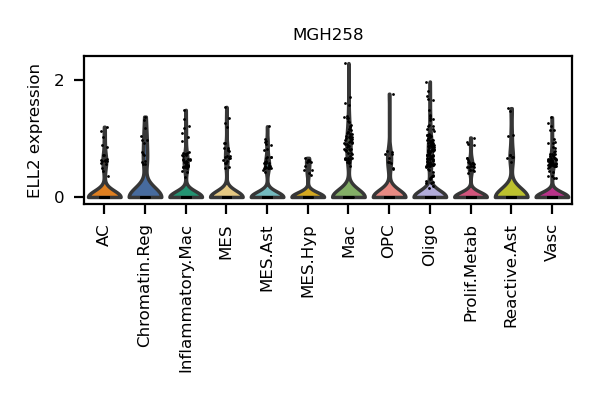 MGH258
ELL2 expression
2
0
AC
Chromatin.Reg
Inflammatory.Mac
MES
MES.Ast
MES.Hyp
Mac
OPC
Oligo
Prolif.Metab
Reactive.Ast
Vasc